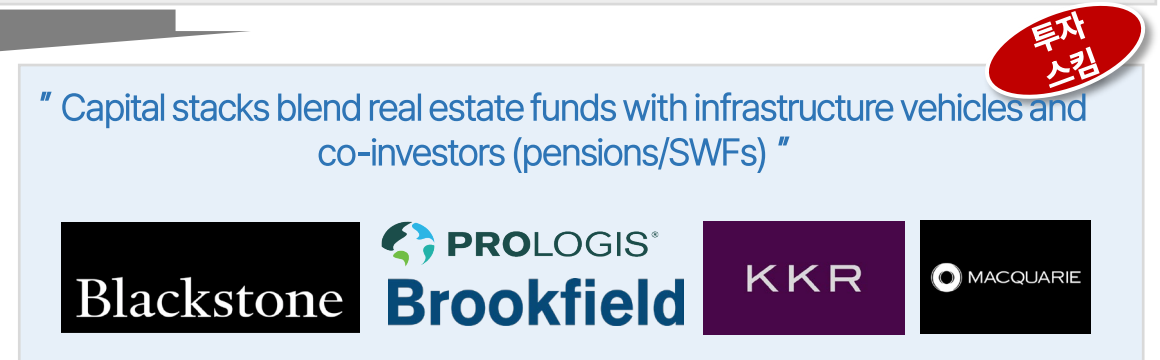 투자
스킴
" Capital stacks blend real estate funds with infrastructure vehicles and
co-investors (pensions/SWFs) "
Blackstone
PROLOGIS®
Brookfield
KKR
MACQUARIE